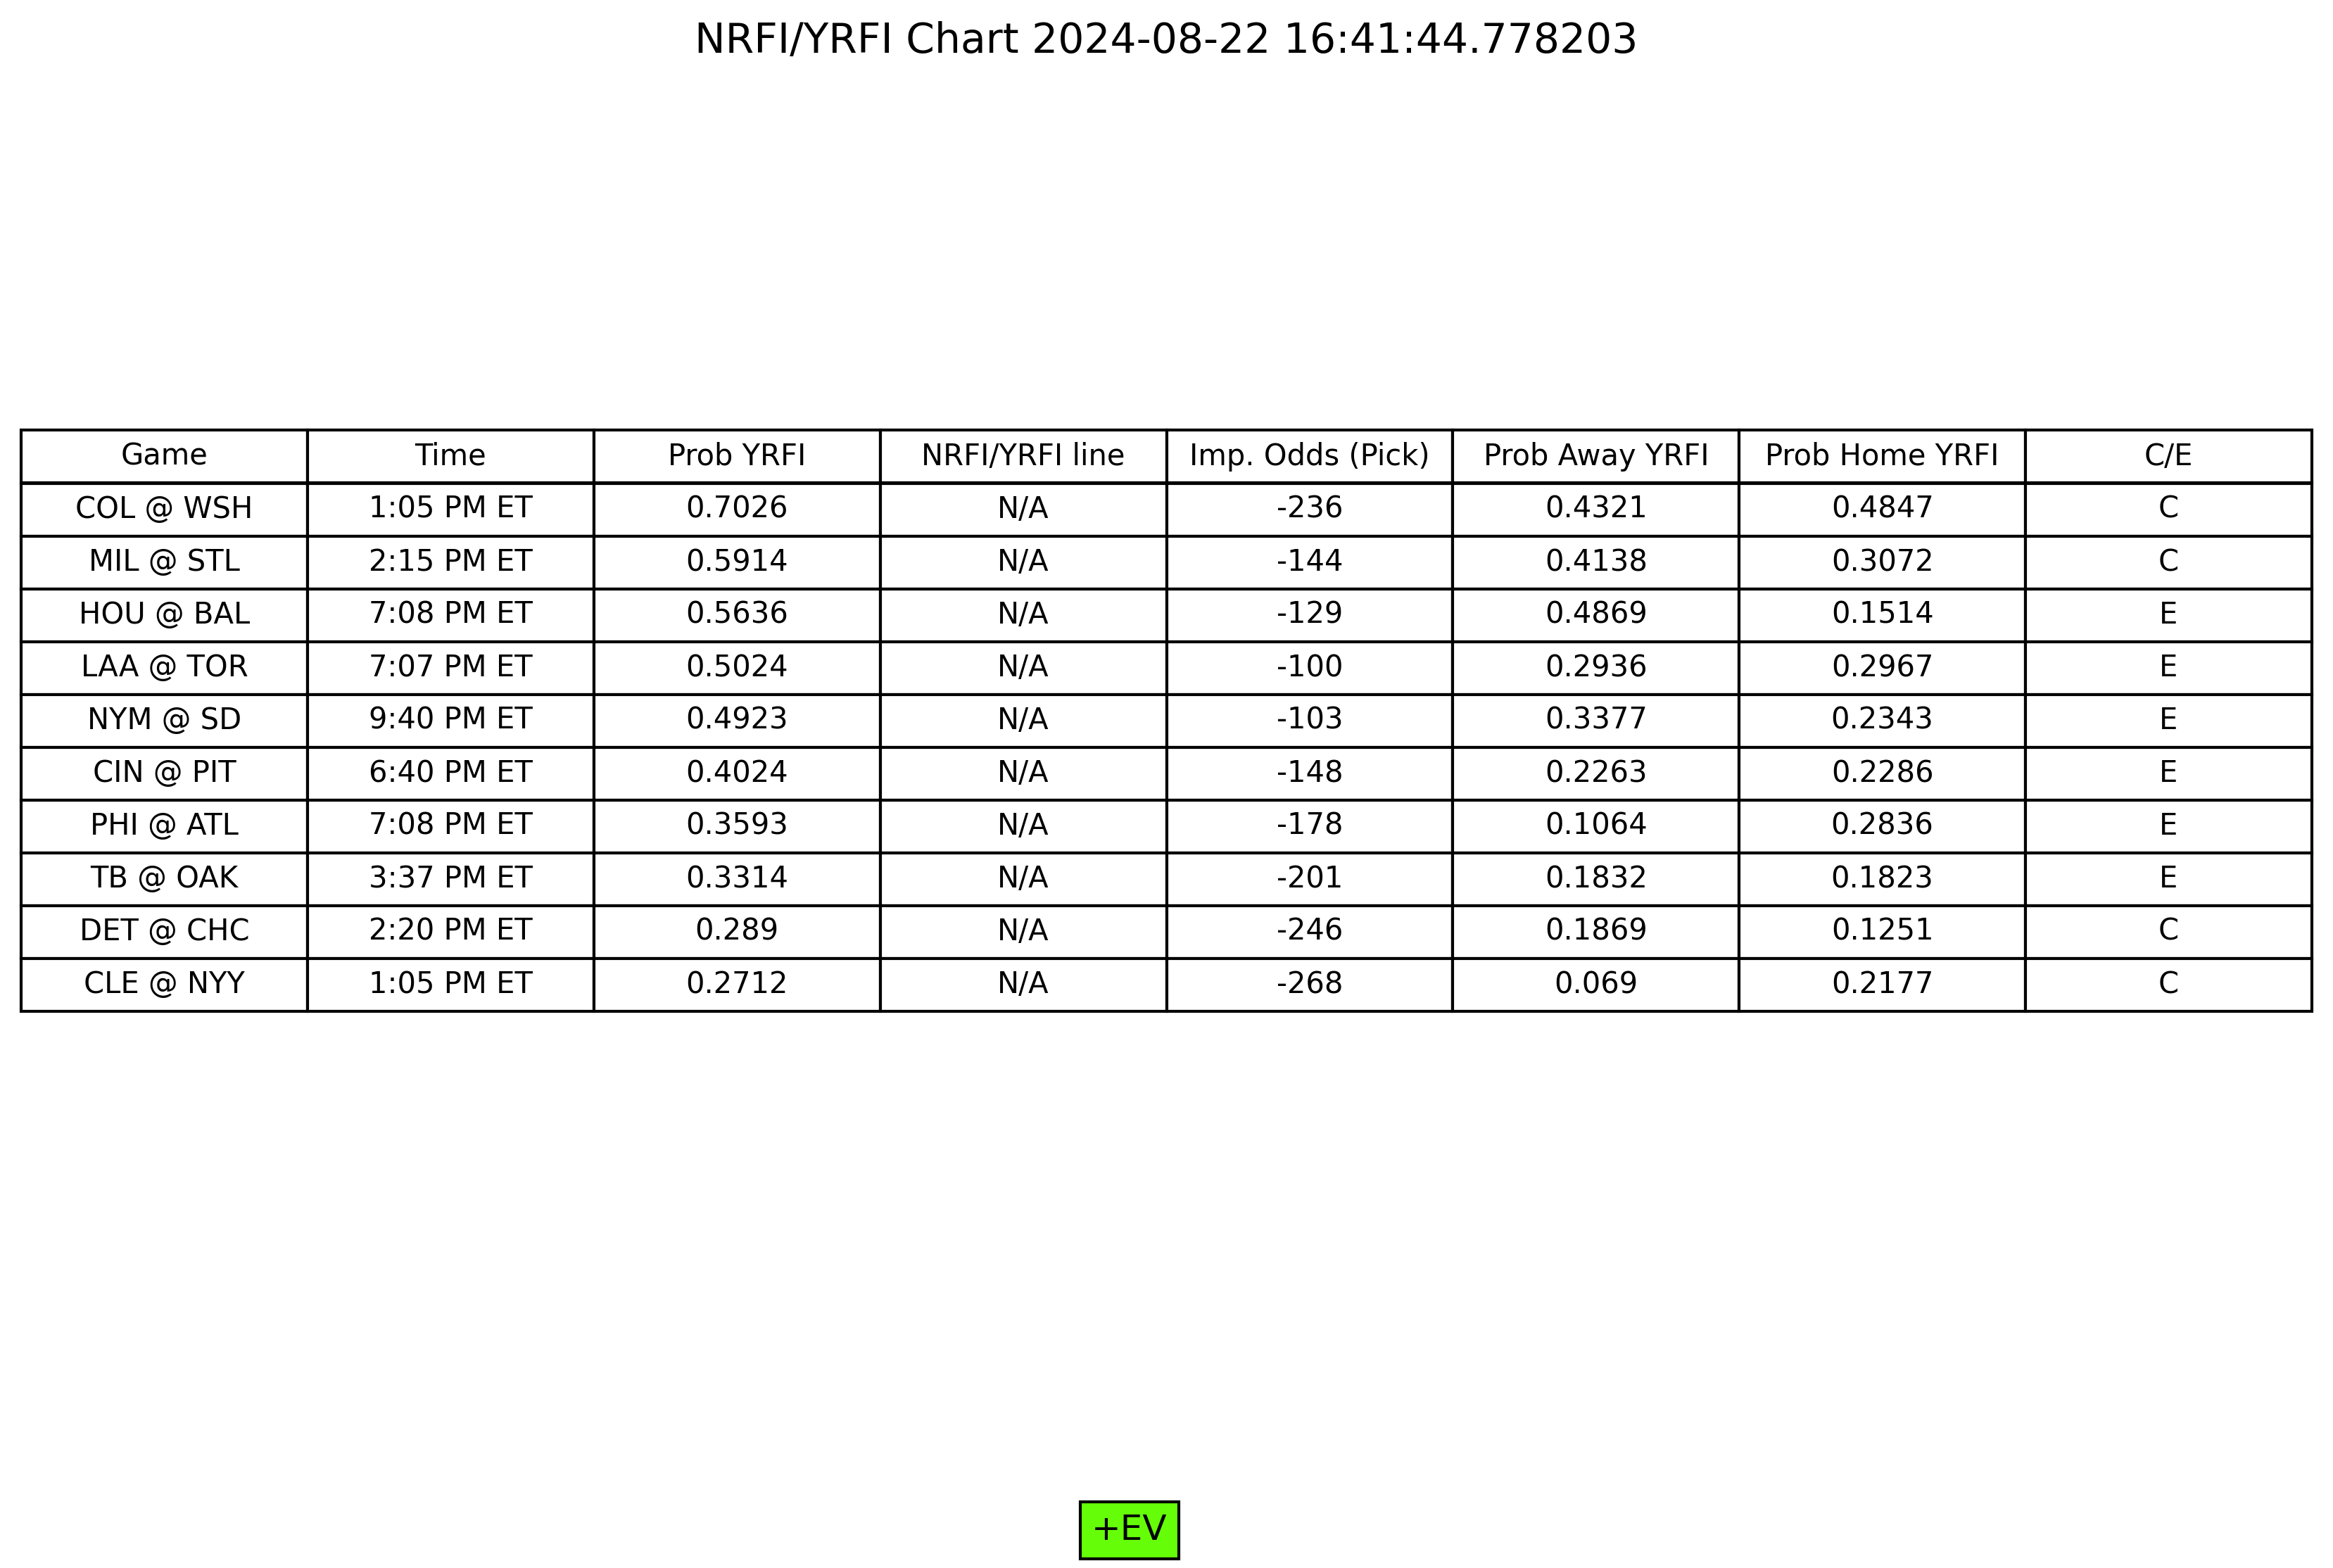 NRFI/YRFI Chart 2024-08-22 16:41:44.778203
Game Time Prob YRFI NRFI/YRFI line Imp. Odds (Pick) Prob Away YRFI Prob Home YRFI C/E
COL @ WSH 1:05 PM ET 0.7026 N/A -236 0.4321 0.4847 C
MIL @ STL 2:15 PM ET 0.5914 N/A -144 0.4138 0.3072 C
HOU @ BAL 7:08 PM ET 0.5636 N/A -129 0.4869 0.1514 E
LAA @ TOR 7:07 PM ET 0.5024 N/A -100 0.2936 0.2967 E
NYM @ SD 9:40 PM ET 0.4923 N/A -103 0.3377 0.2343 E
CIN @ PIT 6:40 PM ET 0.4024 N/A -148 0.2263 0.2286 E
PHI @ ATL 7:08 PM ET 0.3593 N/A -178 0.1064 0.2836 E
TB @ OAK 3:37 PM ET 0.3314 N/A -201 0.1832 0.1823 E
DET @ CHC 2:20 PM ET 0.289 N/A -246 0.1869 0.1251 C
CLE @ NYY 1:05 PM ET 0.2712 N/A -268 0.069 0.2177 C
+EV